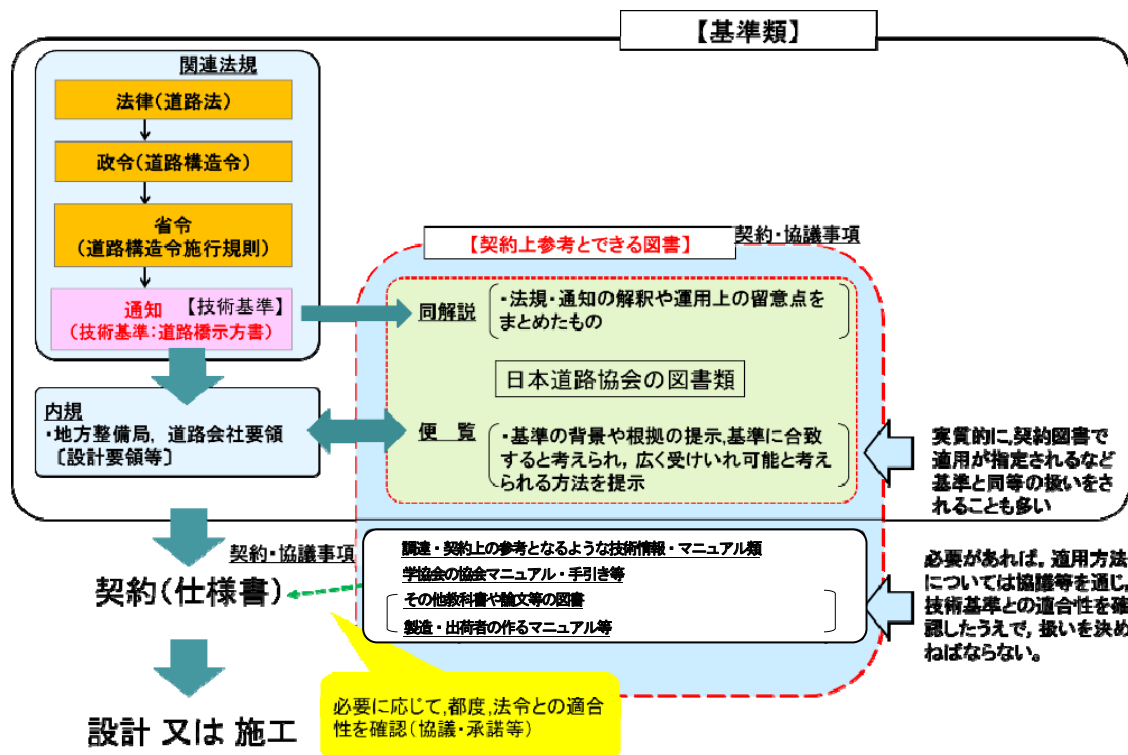 【基準類】
関連法規
法律(道路法)
政令(道路構造令)
省令
(道路構造令施行規則)
通知 【技術基準】
(技術基準:道路橋示方書)
内規
・地方整備局, 道路会社要領
〔設計要領等〕
【契約上参考とできる図書】
契約・協議事項
同解説
・法規・通知の解釈や運用上の留意点を
まとめたもの
日本道路協会の図書類
便 覧
・基準の背景や根拠の提示,基準に合致
すると考えられ, 広く受けいれ可能と考え
られる方法を提示
実質的に,契約図書で
適用が指定されるなど
基準と同等の扱いをさ
れることも多い
契約・協議事項
契約(仕様書)
調達・契約上の参考となるような技術情報・マニュアル類
学協会の協会マニュアル・手引き等
その他教科書や論文等の図書
製造・出荷者の作るマニュアル等
必要があれば, 適用方法
については協議等を通じ,
技術基準との適合性を確
認したうえで, 扱いを決め
ねばならない。
必要に応じて,都度,法令との適合
性を確認(協議・承諾等)
設計 又は 施工